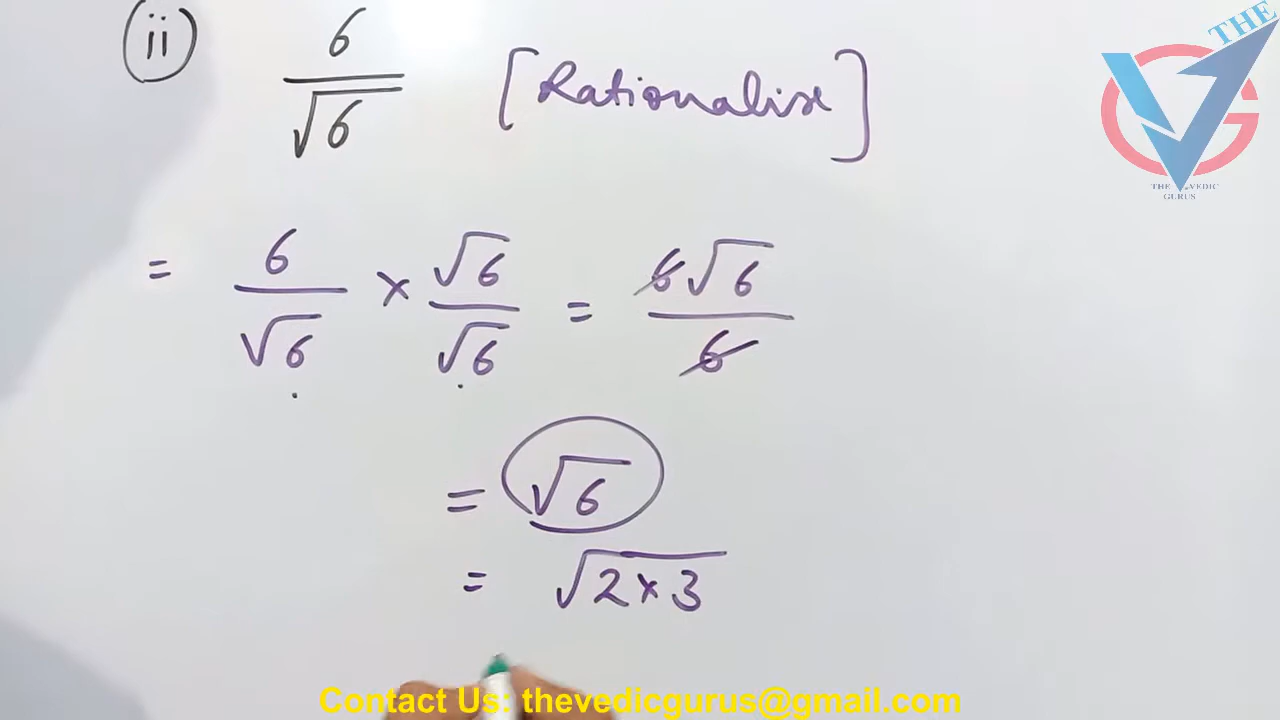 (ii) 6/√6 [Rationalise]
= 6/√6 × √6/√6 = 6√6/6
= √6
= √2×3
THE
THE VEDIC
GURUS
Contact Us: thevedicgurus@gmail.com